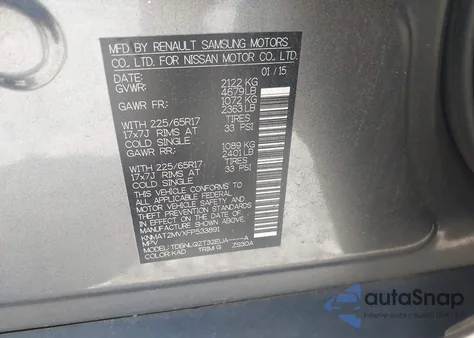 MFD BY RENAULT SAMSUNG MOTORS
CO., LTD. FOR NISSAN MOTOR CO., LTD.
DATE: 01/15
GVWR: 2122 KG
4679 LB
GAWR FR: 1072 KG
2363 LB
WITH 225/65R17 TIRES
17x7J RIMS AT 33 PSI
COLD SINGLE
GAWR RR: 1089 KG
2401 LB
WITH 225/65R17 TIRES
17x7J RIMS AT 33 PSI
COLD SINGLE
THIS VEHICLE CONFORMS TO
ALL APPLICABLE FEDERAL
MOTOR VEHICLE SAFETY
STANDARDS IN EFFECT ON
THE DATE OF MANUFACTURE
SHOWN ABOVE.
KNMAT2MVXFP533891
MPV
MODEL:
COLOR:KAD TRIM:G
autoSnap